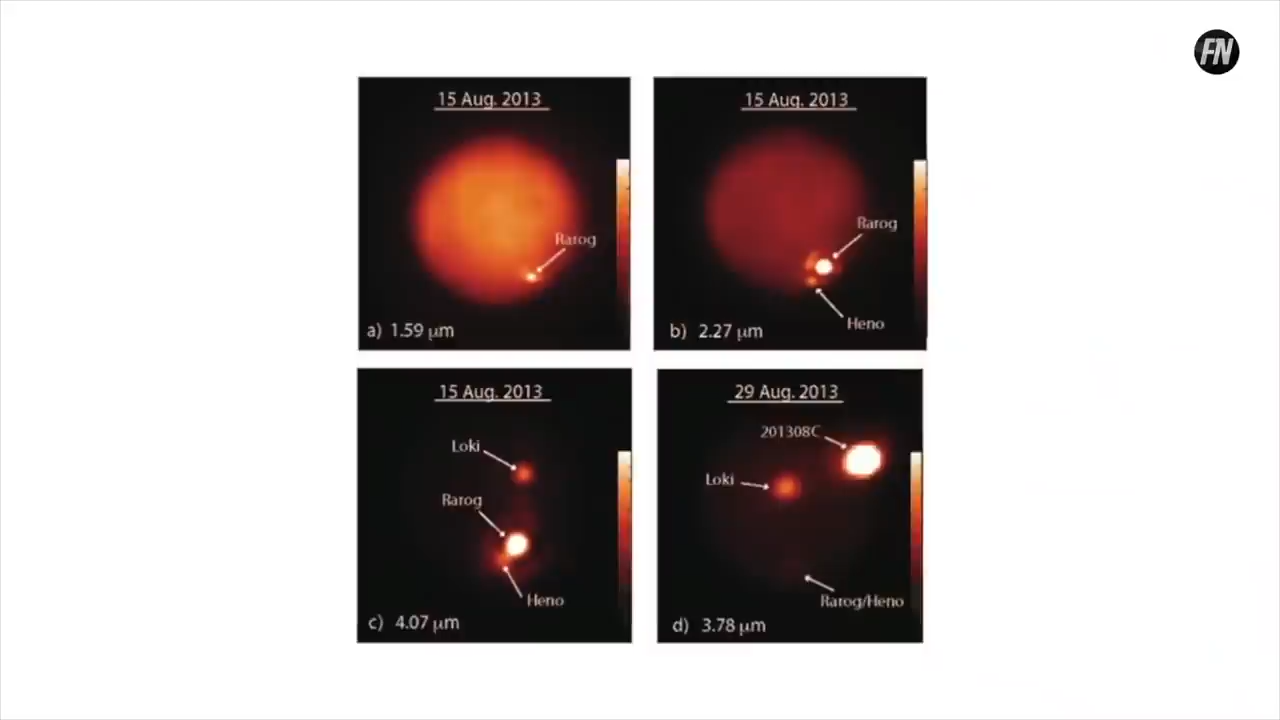 FN
15 Aug. 2013
Rarog
a) 1.59 μm
15 Aug. 2013
Rarog
Heno
b) 2.27 μm
15 Aug. 2013
Loki
Rarog
Heno
c) 4.07 μm
29 Aug. 2013
201308C
Loki
Rarog/Heno
d) 3.78 μm